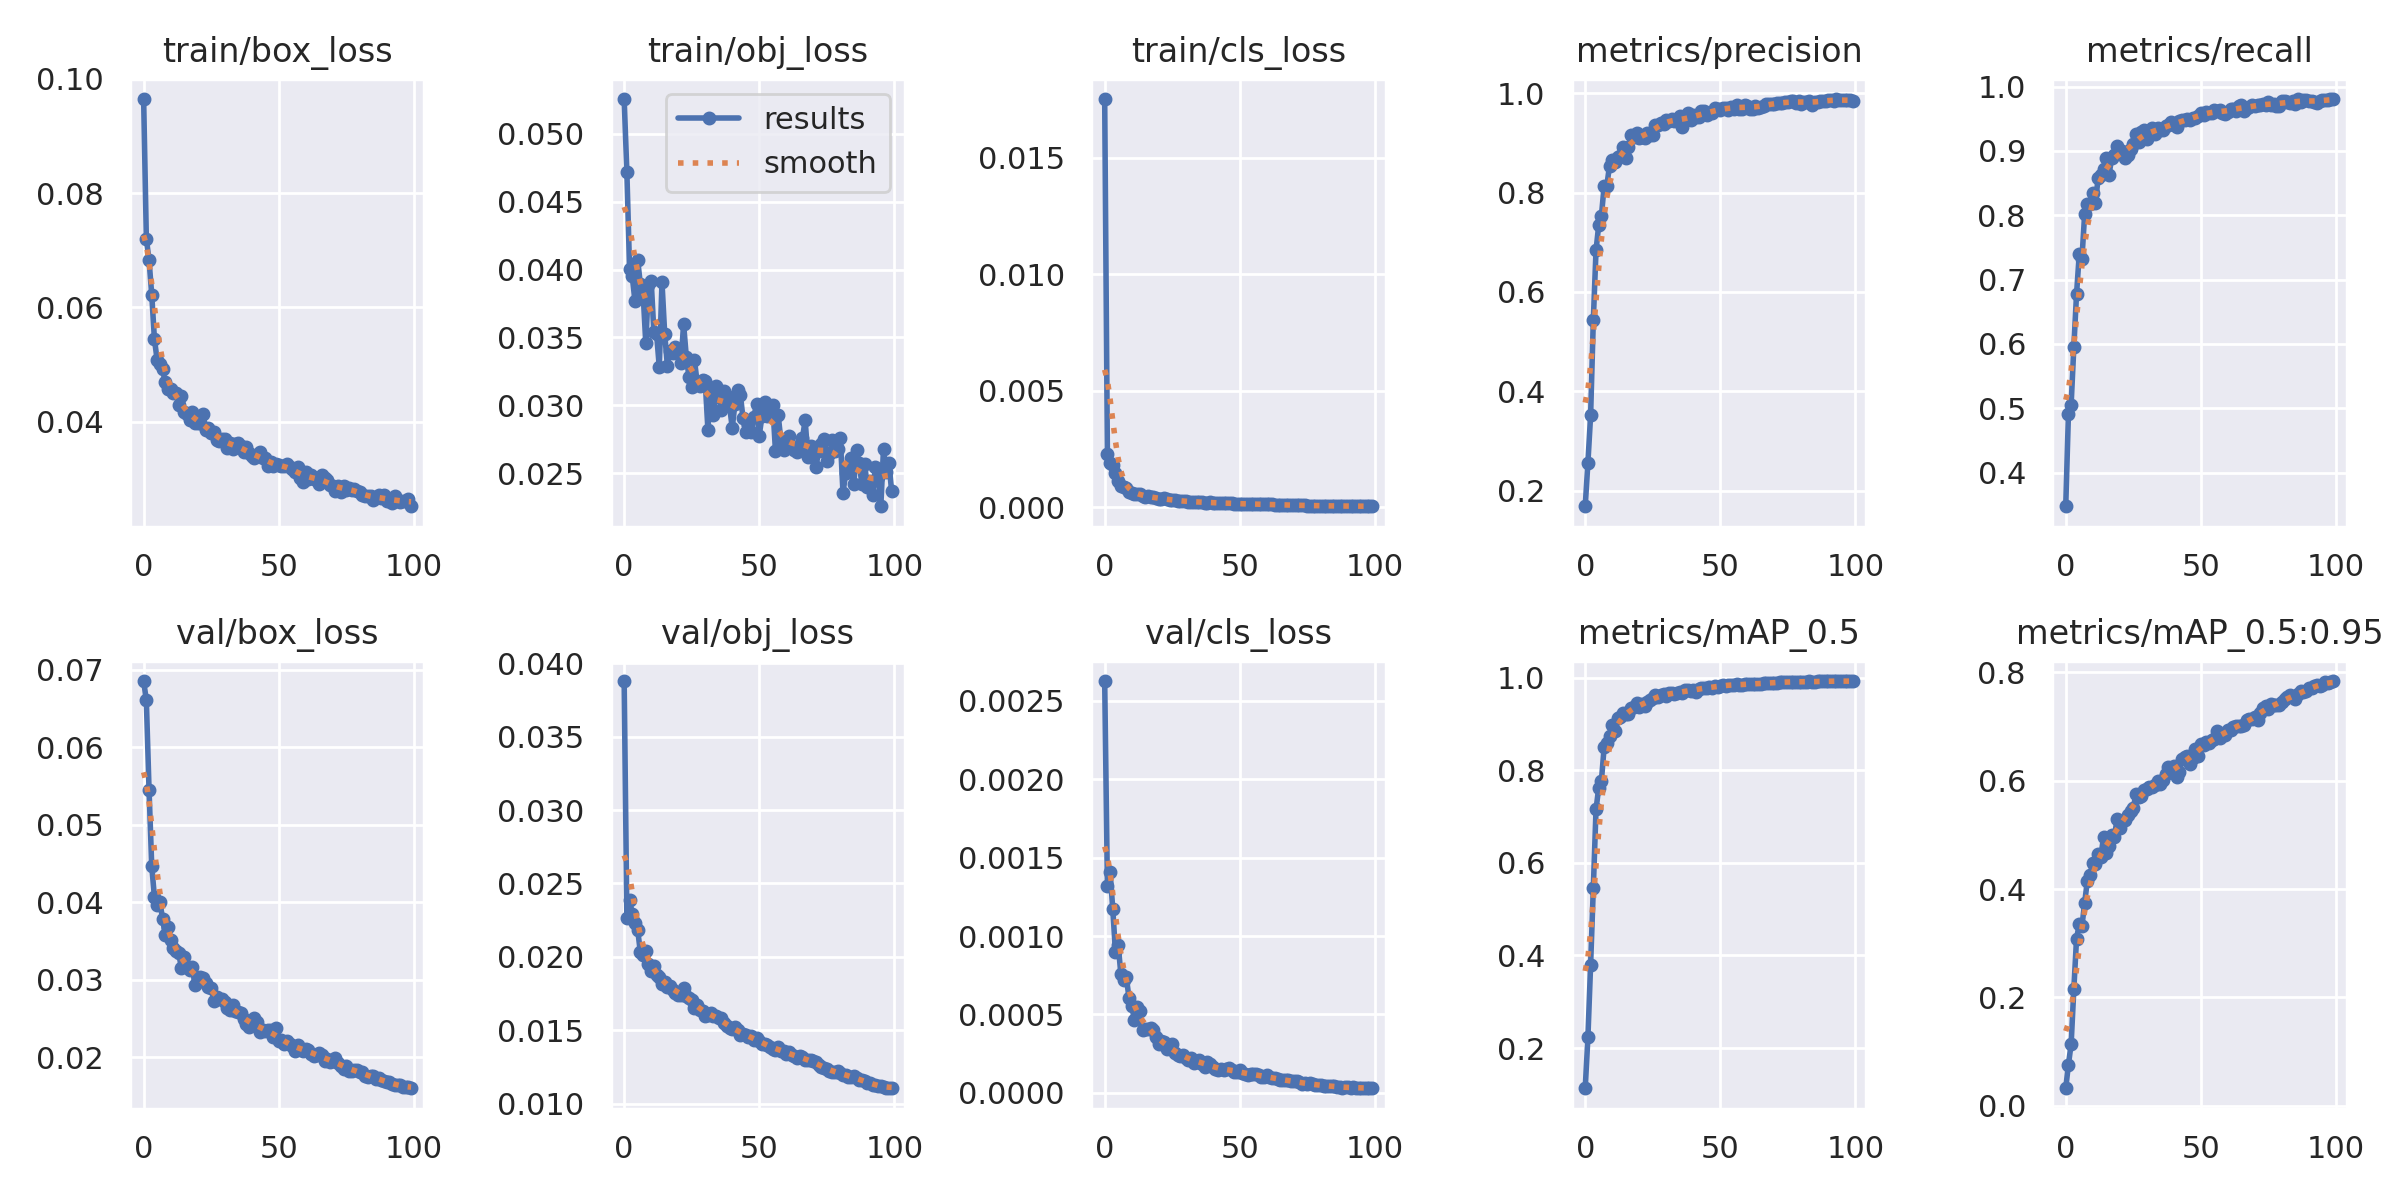 train/box_loss
0.10
0.08
0.06
0.04
0 50 100
train/obj_loss
results
smooth
0.050
0.045
0.040
0.035
0.030
0.025
0 50 100
train/cls_loss
0.015
0.010
0.005
0.000
0 50 100
metrics/precision
1.0
0.8
0.6
0.4
0.2
0 50 100
metrics/recall
1.0
0.9
0.8
0.7
0.6
0.5
0.4
0 50 100
val/box_loss
0.07
0.06
0.05
0.04
0.03
0.02
0 50 100
val/obj_loss
0.040
0.035
0.030
0.025
0.020
0.015
0.010
0 50 100
val/cls_loss
0.0025
0.0020
0.0015
0.0010
0.0005
0.0000
0 50 100
metrics/mAP_0.5
1.0
0.8
0.6
0.4
0.2
0 50 100
metrics/mAP_0.5:0.95
0.8
0.6
0.4
0.2
0.0
0 50 100